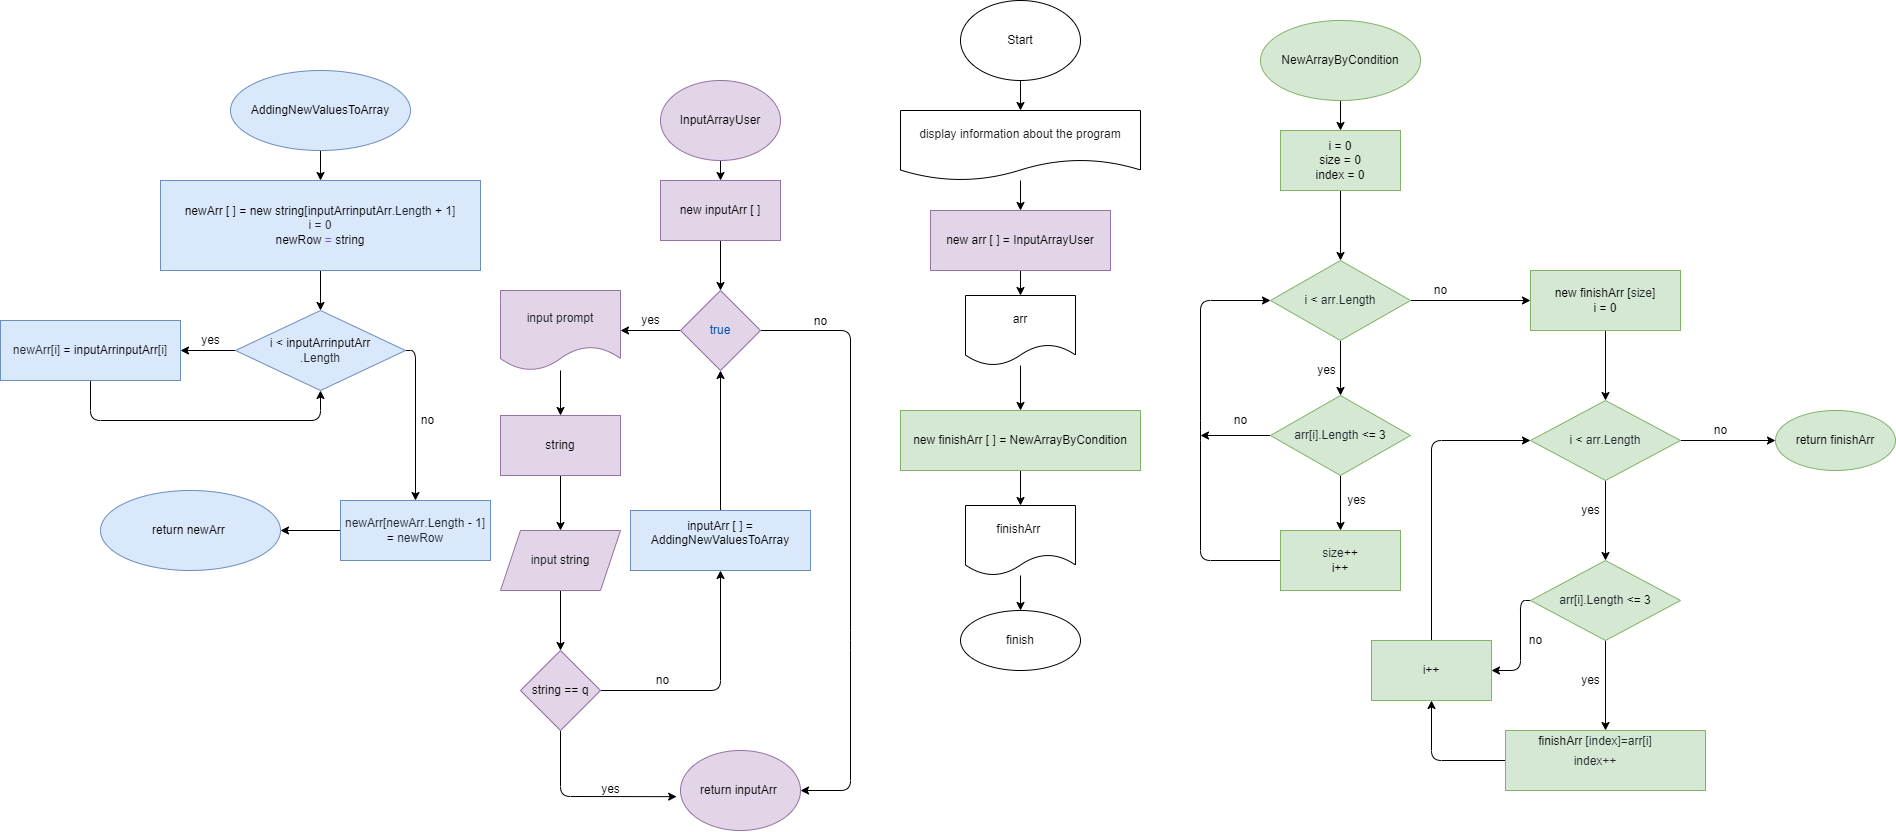 AddingNewValuesToArray
newArr [ ] = new string[inputArrinputArr.Length + 1]
i = 0
newRow = string
i < inputArrinputArr
.Length
yes
newArr[i] = inputArrinputArr[i]
no
newArr[newArr.Length - 1]
= newRow
return newArr
InputArrayUser
new inputArr [ ]
true
yes
no
input prompt
string
input string
string == q
no
inputArr [ ] =
AddingNewValuesToArray
yes
return inputArr
Start
display information about the program
new arr [ ] = InputArrayUser
arr
new finishArr [ ] = NewArrayByCondition
finishArr
finish
NewArrayByCondition
i = 0
size = 0
index = 0
i < arr.Length
no
yes
arr[i].Length <= 3
no
yes
size++
i++
new finishArr [size]
i = 0
i < arr.Length
no
return finishArr
yes
arr[i].Length <= 3
no
i++
yes
finishArr [index]=arr[i]
index++